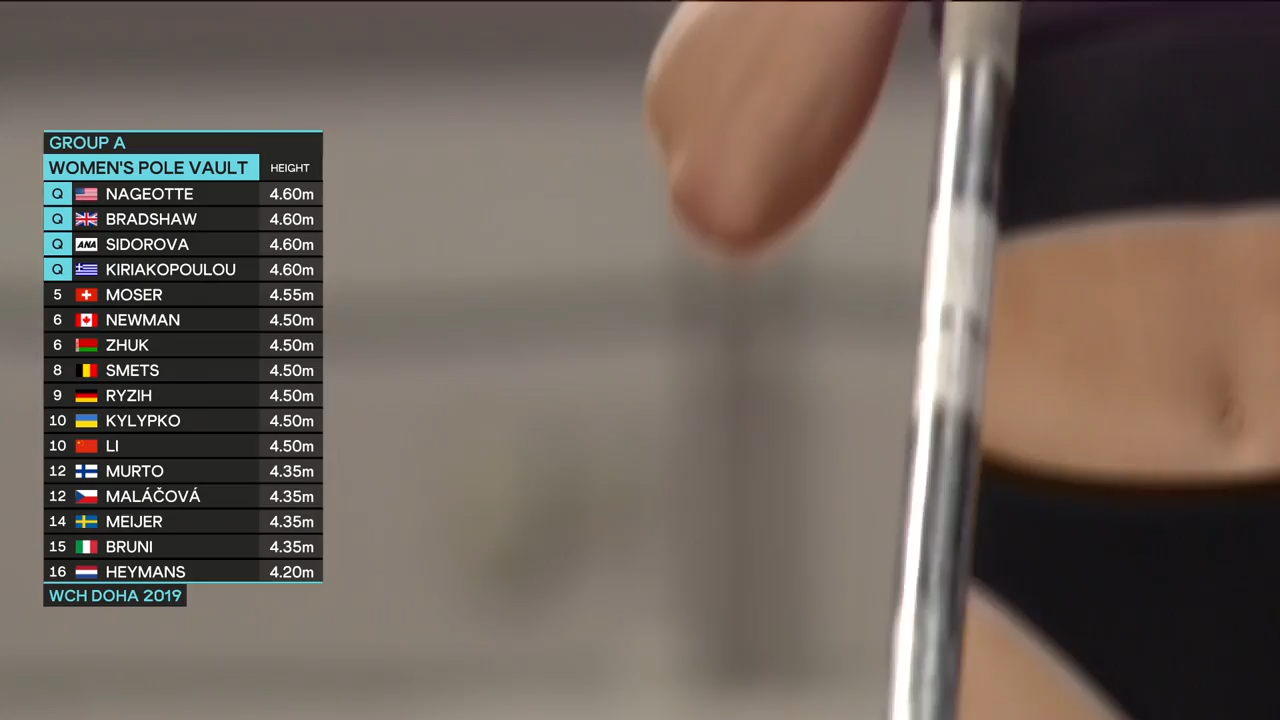 GROUP A
WOMEN'S POLE VAULT HEIGHT
Q NAGEOTTE 4.60m
Q BRADSHAW 4.60m
Q ANA SIDOROVA 4.60m
Q KIRIAKOPOULOU 4.60m
5 MOSER 4.55m
6 NEWMAN 4.50m
6 ZHUK 4.50m
8 SMETS 4.50m
9 RYZIH 4.50m
10 KYLYPKO 4.50m
10 LI 4.50m
12 MURTO 4.35m
12 MALÁČOVÁ 4.35m
14 MEIJER 4.35m
15 BRUNI 4.35m
16 HEYMANS 4.20m
WCH DOHA 2019